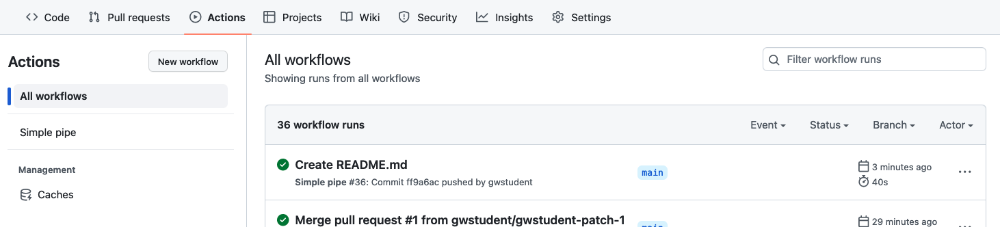 Code Pull requests Actions Projects Wiki Security Insights Settings
Actions
New workflow
All workflows
Simple pipe
Management
Caches
All workflows
Showing runs from all workflows
Filter workflow runs
36 workflow runs
Event Status Branch Actor
Create README.md
Simple pipe #36: Commit ff9a6ac pushed by gwstudent
main
3 minutes ago
40s
Merge pull request #1 from gwstudent/gwstudent-patch-1
main
29 minutes ago